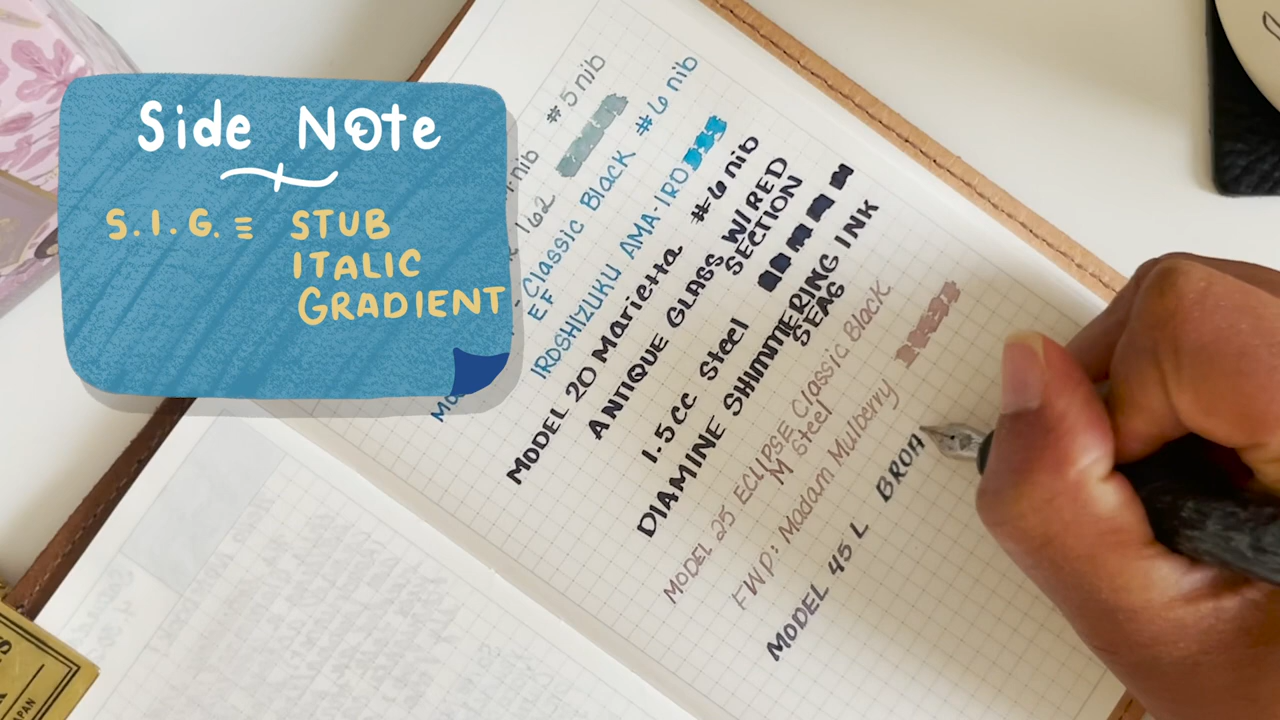 Side Note
S.I.G. = STUB
ITALIC
GRADIENT
nib
#5 nib
162
Classic Black #6 nib
EF
IROSHIZUKU AMA-IRO
MODEL 20 Marietta #6 nib
ANTIQUE GLASS WIRED
SECTION
1.5cc Steel
DIAMINE SHIMMERING INK
SEAS
MODEL 25 ECLIPSE Classic Black
M Steel
FWP: Madam Mulberry
MODEL 45 L BROA